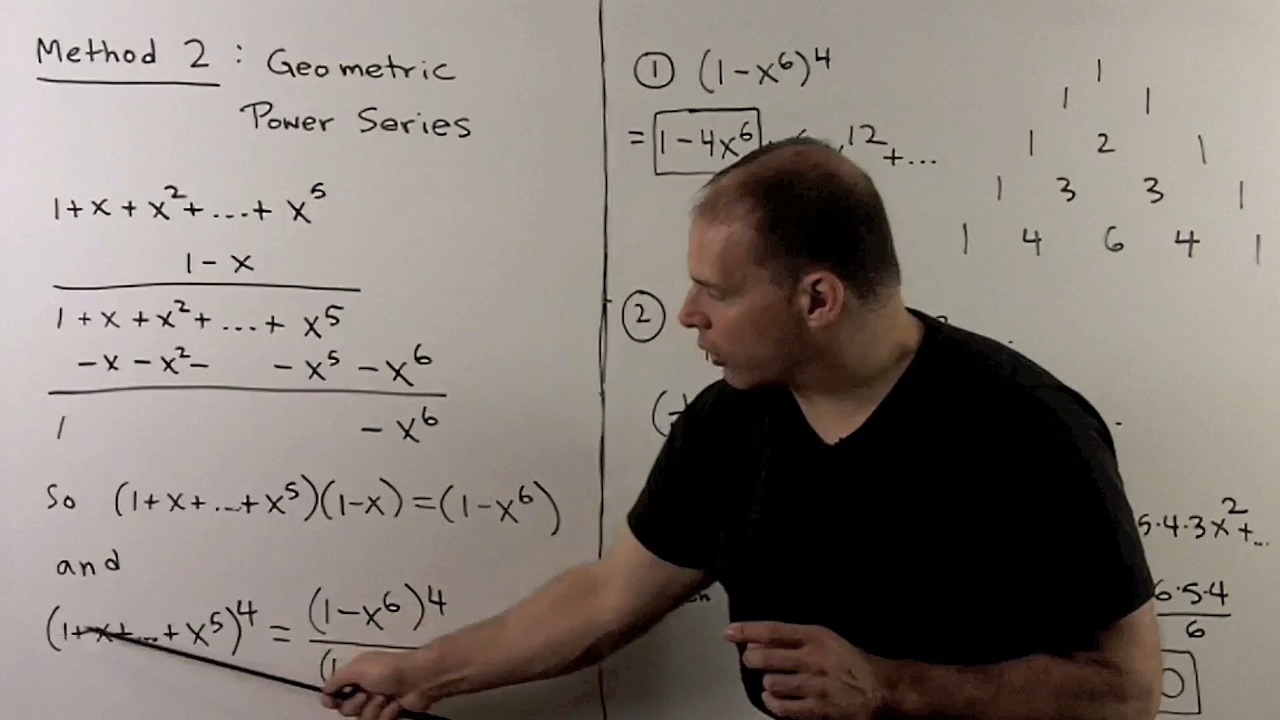 Method 2 : Geometric
Power Series
1 + x + x² + ... + x⁵
1 - x
1 + x + x² + ... + x⁵
- x - x² - - x⁵ - x⁶
1 - x⁶
So (1+x+...+x⁵)(1-x) = (1-x⁶)
and
(1+x+...+x⁵)⁴ = (1-x⁶)⁴
① (1-x⁶)⁴
= 1-4x⁶ 12 + ...
②
5·4·3x² + ...
6·5·4
6
1
1 1
1 2 1
1 3 3 1
1 4 6 4 1